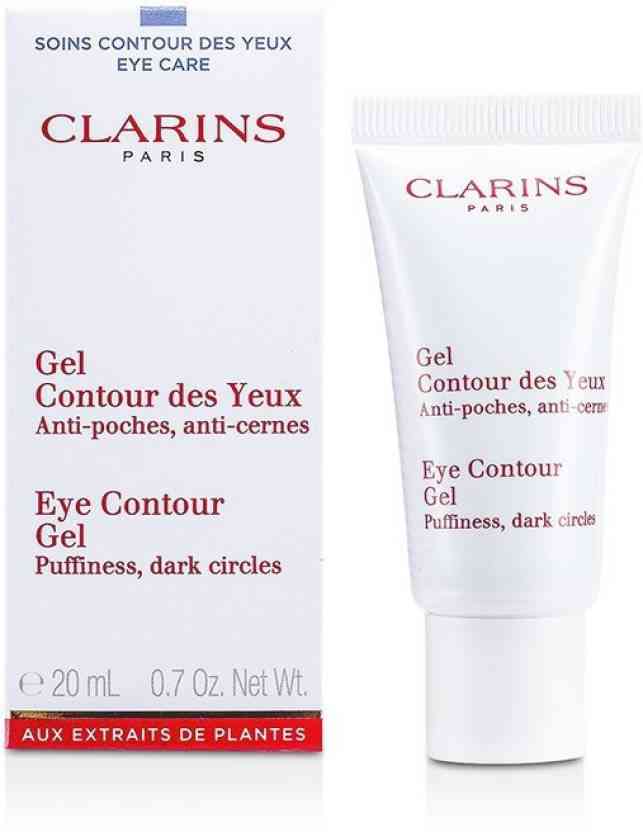 SOINS CONTOUR DES YEUX
EYE CARE
CLARINS
PARIS
Gel
Contour des Yeux
Anti-poches, anti-cernes
Eye Contour
Gel
Puffiness, dark circles
℮ 20 mL 0.7 Oz. Net Wt.
AUX EXTRAITS DE PLANTES
CLARINS
PARIS
Gel
Contour des Yeux
Anti-poches, anti-cerne
Eye Contour
Gel
Puffiness, dark circles